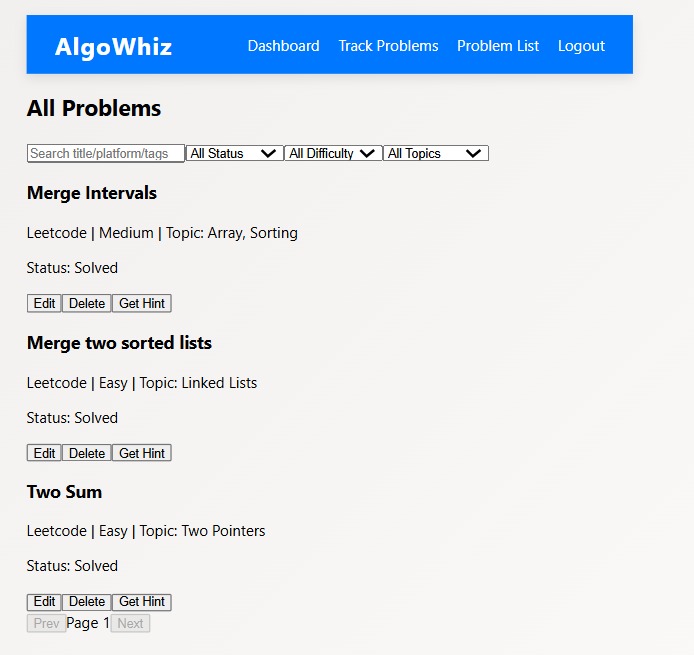 AlgoWhiz Dashboard Track Problems Problem List Logout
All Problems
Search title/platform/tags All Status All Difficulty All Topics
Merge Intervals
Leetcode | Medium | Topic: Array, Sorting
Status: Solved
Edit Delete Get Hint
Merge two sorted lists
Leetcode | Easy | Topic: Linked Lists
Status: Solved
Edit Delete Get Hint
Two Sum
Leetcode | Easy | Topic: Two Pointers
Status: Solved
Edit Delete Get Hint
Prev Page 1 Next